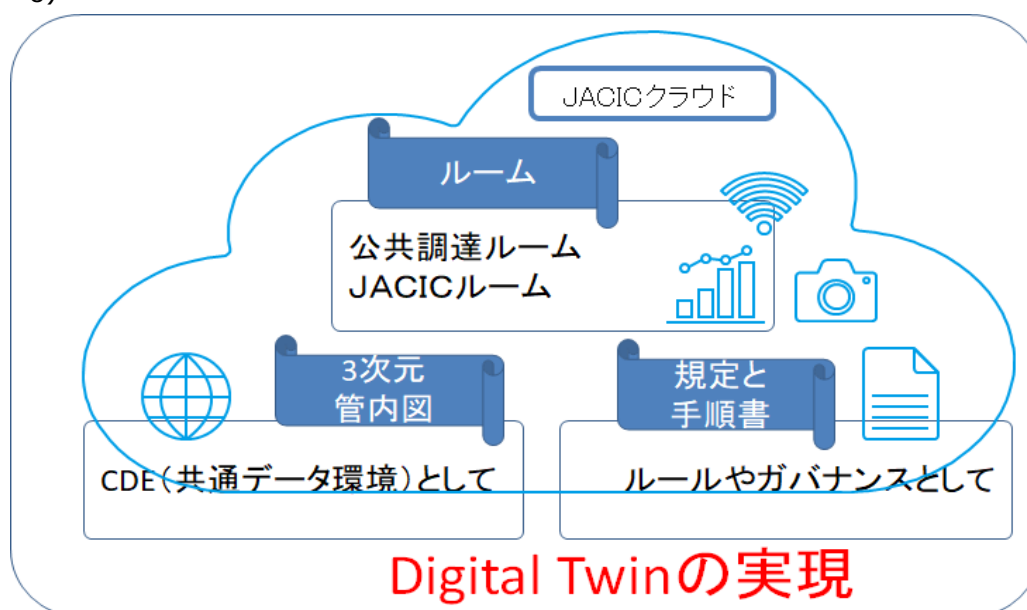 JACICクラウド
ルーム
公共調達ルーム
JACICルーム
3次元
管内図
CDE(共通データ環境)として
規定と
手順書
ルールやガバナンスとして
Digital Twinの実現